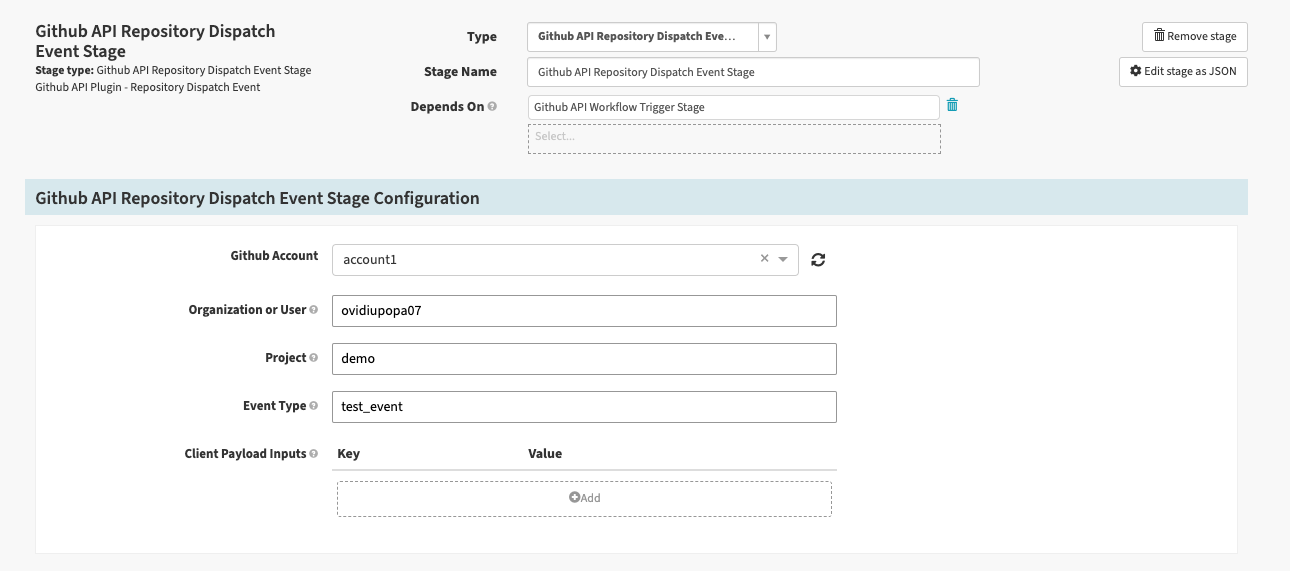 Github API Repository Dispatch
Event Stage
Stage type: Github API Repository Dispatch Event Stage
Github API Plugin - Repository Dispatch Event
Type
Github API Repository Dispatch Eve...
Remove stage
Stage Name
Github API Repository Dispatch Event Stage
Edit stage as JSON
Depends On
Github API Workflow Trigger Stage
Select...
Github API Repository Dispatch Event Stage Configuration
Github Account
account1
Organization or User
ovidiupopa07
Project
demo
Event Type
test_event
Client Payload Inputs
Key Value
Add